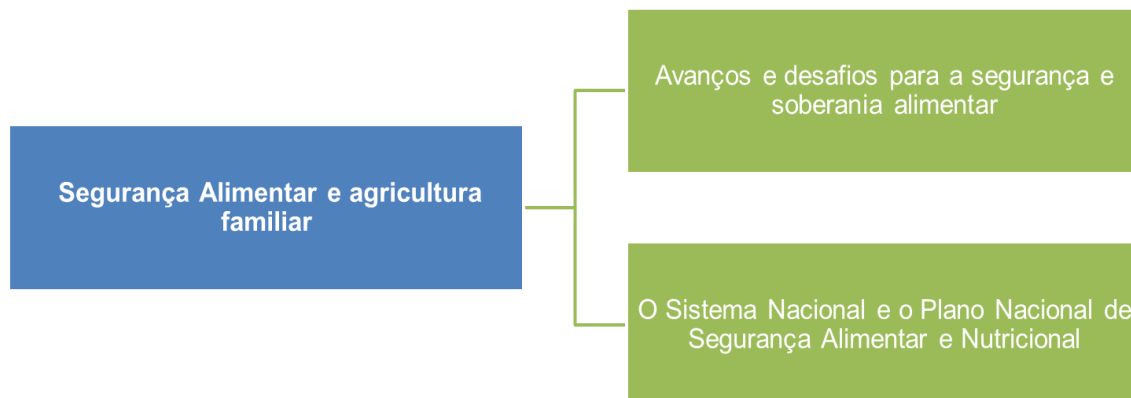 Segurança Alimentar e agricultura
familiar
Avanços e desafios para a segurança e
soberania alimentar
O Sistema Nacional e o Plano Nacional de
Segurança Alimentar e Nutricional